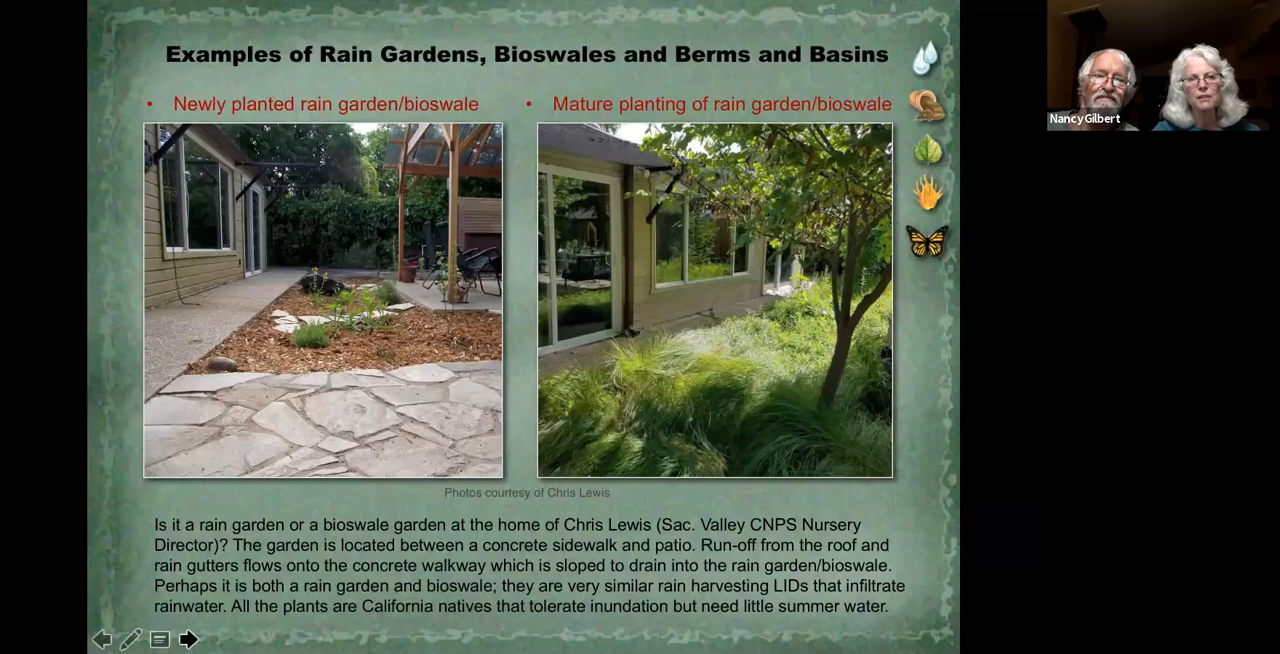 Examples of Rain Gardens, Bioswales and Berms and Basins
• Newly planted rain garden/bioswale
• Mature planting of rain garden/bioswale
Nancy Gilbert
Photos courtesy of Chris Lewis
Is it a rain garden or a bioswale garden at the home of Chris Lewis (Sac. Valley CNPS Nursery
Director)? The garden is located between a concrete sidewalk and patio. Run-off from the roof and
rain gutters flows onto the concrete walkway which is sloped to drain into the rain garden/bioswale.
Perhaps it is both a rain garden and bioswale; they are very similar rain harvesting LIDs that infiltrate
rainwater. All the plants are California natives that tolerate inundation but need little summer water.